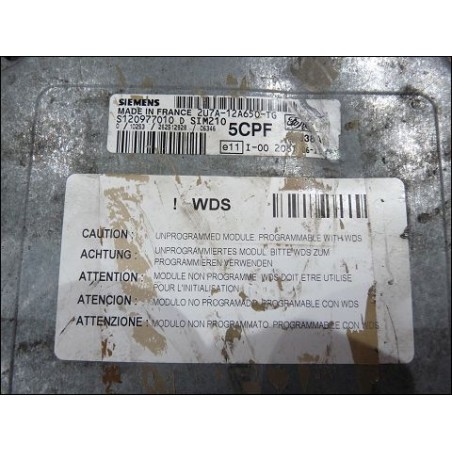 SIEMENS
MADE IN FRANCE 2U7A-12A650-TG
S120977010 D SIM210
5CPF
e11 I-00
! WDS
CAUTION : UNPROGRAMMED MODULE. PROGRAMMABLE WITH WDS
ACHTUNG : UNPROGRAMMIERTES MODUL. BITTE WDS ZUM
PROGRAMMIEREN VERWENDEN
ATTENTION : MODULE NON PROGRAMME. WDS DOIT ETRE UTILISE
POUR L'INITIALISATION
ATENCION : MODULO NO PROGRAMADO. PROGRAMABLE CON WDS
ATTENZIONE : MODULO NON PROGRAMMATO. PROGRAMMABILE CON WDS